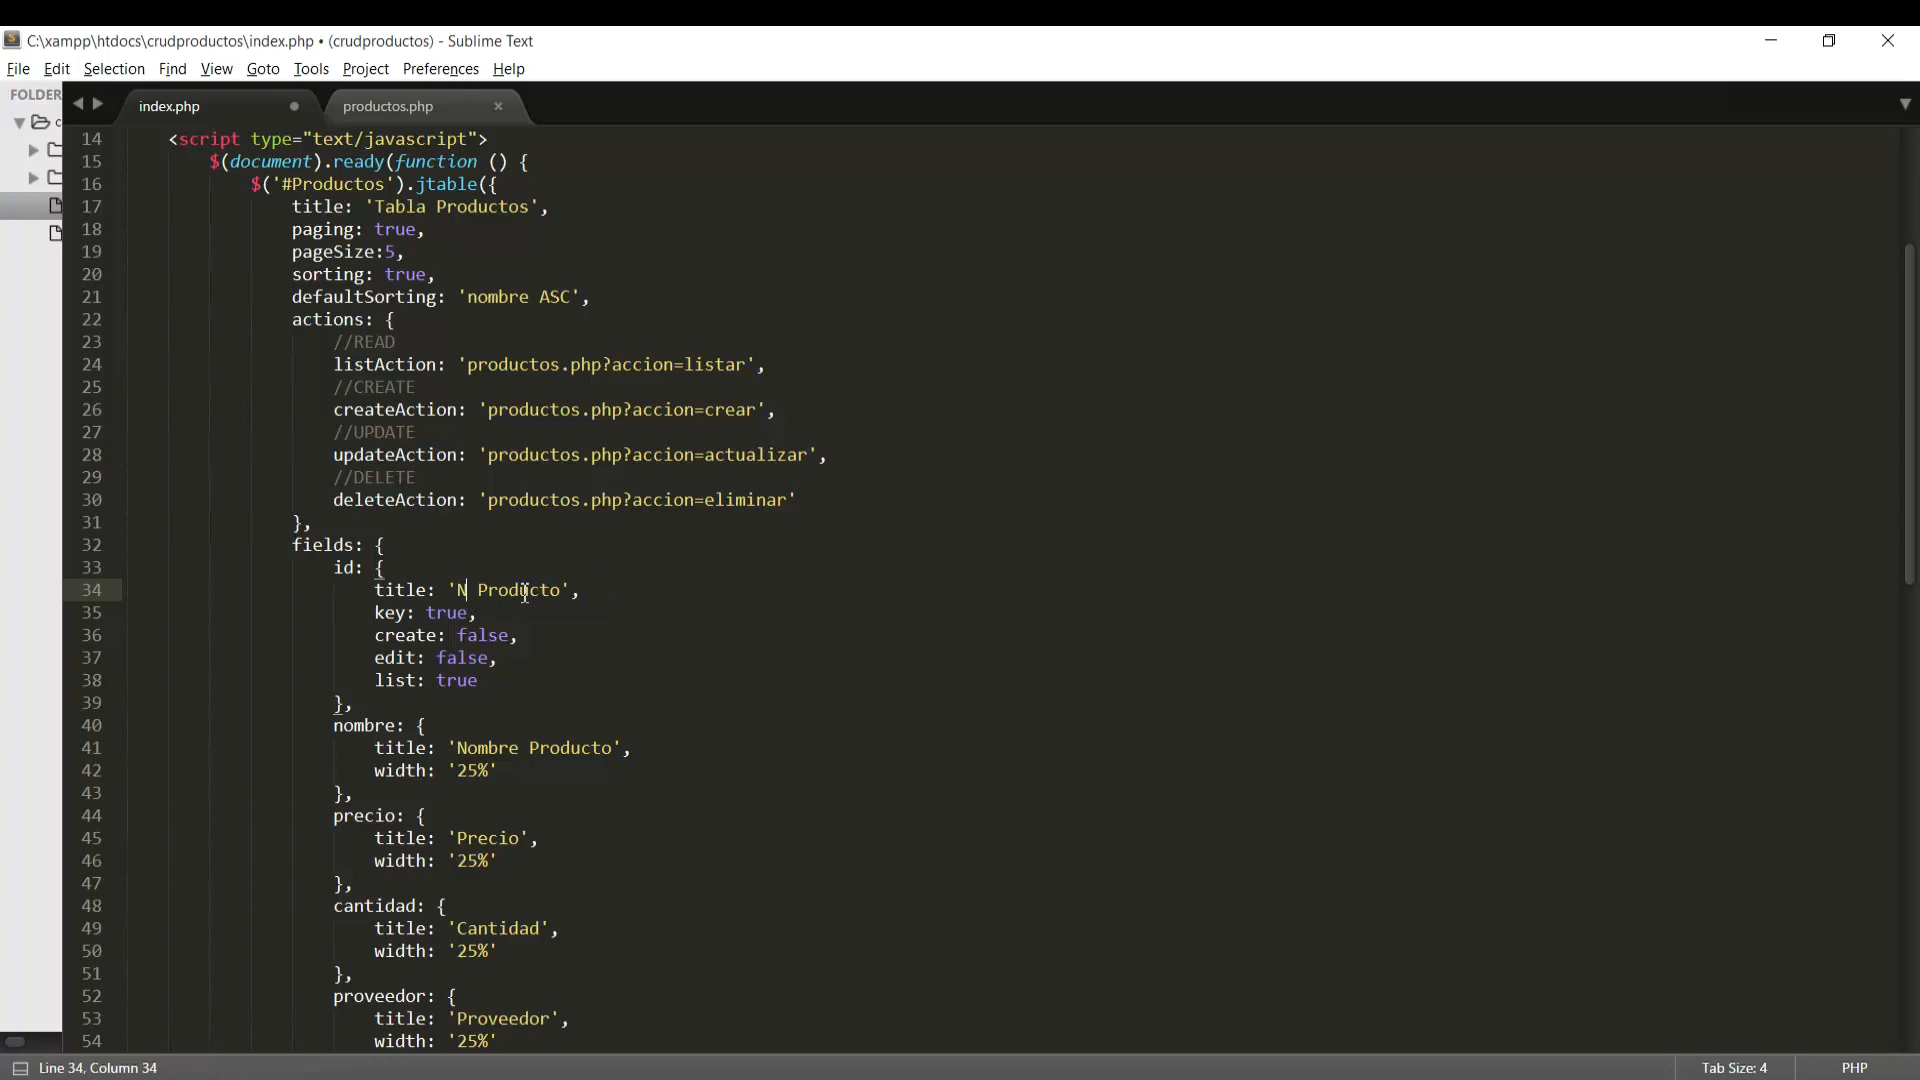 C:\xampp\htdocs\crudproductos\index.php • (crudproductos) - Sublime Text
File Edit Selection Find View Goto Tools Project Preferences Help
FOLDER
index.php
productos.php
c
14 <script type="text/javascript">
15 $(document).ready(function () {
16 $('#Productos').jtable({
17 title: 'Tabla Productos',
18 paging: true,
19 pageSize:5,
20 sorting: true,
21 defaultSorting: 'nombre ASC',
22 actions: {
23 //READ
24 listAction: 'productos.php?accion=listar',
25 //CREATE
26 createAction: 'productos.php?accion=crear',
27 //UPDATE
28 updateAction: 'productos.php?accion=actualizar',
29 //DELETE
30 deleteAction: 'productos.php?accion=eliminar'
31 },
32 fields: {
33 id: {
34 title: 'N Producto',
35 key: true,
36 create: false,
37 edit: false,
38 list: true
39 },
40 nombre: {
41 title: 'Nombre Producto',
42 width: '25%'
43 },
44 precio: {
45 title: 'Precio',
46 width: '25%'
47 },
48 cantidad: {
49 title: 'Cantidad',
50 width: '25%'
51 },
52 proveedor: {
53 title: 'Proveedor',
54 width: '25%'
Line 34, Column 34
Tab Size: 4
PHP